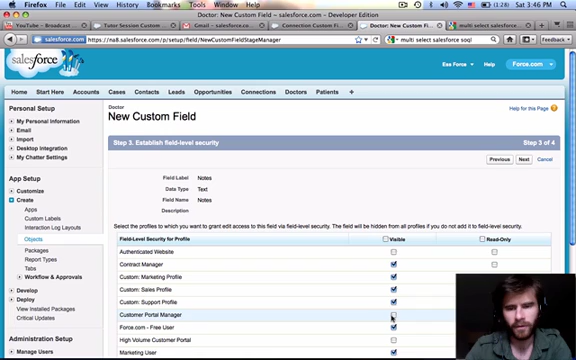 Firefox File Edit View History Bookmarks Tools Window Help
Sat 3:46 PM
Doctor: New Custom Field ~ salesforce.com - Developer Edition
YouTube - Broadcast
Tutor Session Custom
Gmail
Connection Custom Fi
Doctor: New Custom Fi
multi select salesforce
salesforce.com https://na8.salesforce.com/p/setup/field/NewCustomFieldStageManager
multi select salesforce soql
Feedback
salesforce
Ees Force
Help
Force.com
Home Start Here Accounts Cases Contacts Leads Opportunities Connections Doctors Patients +
Personal Setup
My Personal Information
Email
Import
Desktop Integration
My Chatter Settings
App Setup
Customize
Create
Apps
Custom Labels
Interaction Log Layouts
Objects
Packages
Report Types
Tabs
Workflow & Approvals
Develop
Deploy
View Installed Packages
Critical Updates
Administration Setup
Manage Users
Doctor
New Custom Field
Help for this Page
Step 3. Establish field-level security
Step 3 of 4
Previous Next Cancel
Field Label Notes
Data Type Text
Field Name Notes
Description
Select the profiles to which you want to grant edit access to this field via field-level security. The field will be hidden from all profiles if you do not add it to field-level security.
Field-Level Security for Profile Visible Read-Only
Authenticated Website
Contract Manager
Custom: Marketing Profile
Custom: Sales Profile
Custom: Support Profile
Customer Portal Manager
Force.com - Free User
High Volume Customer Portal
Marketing User